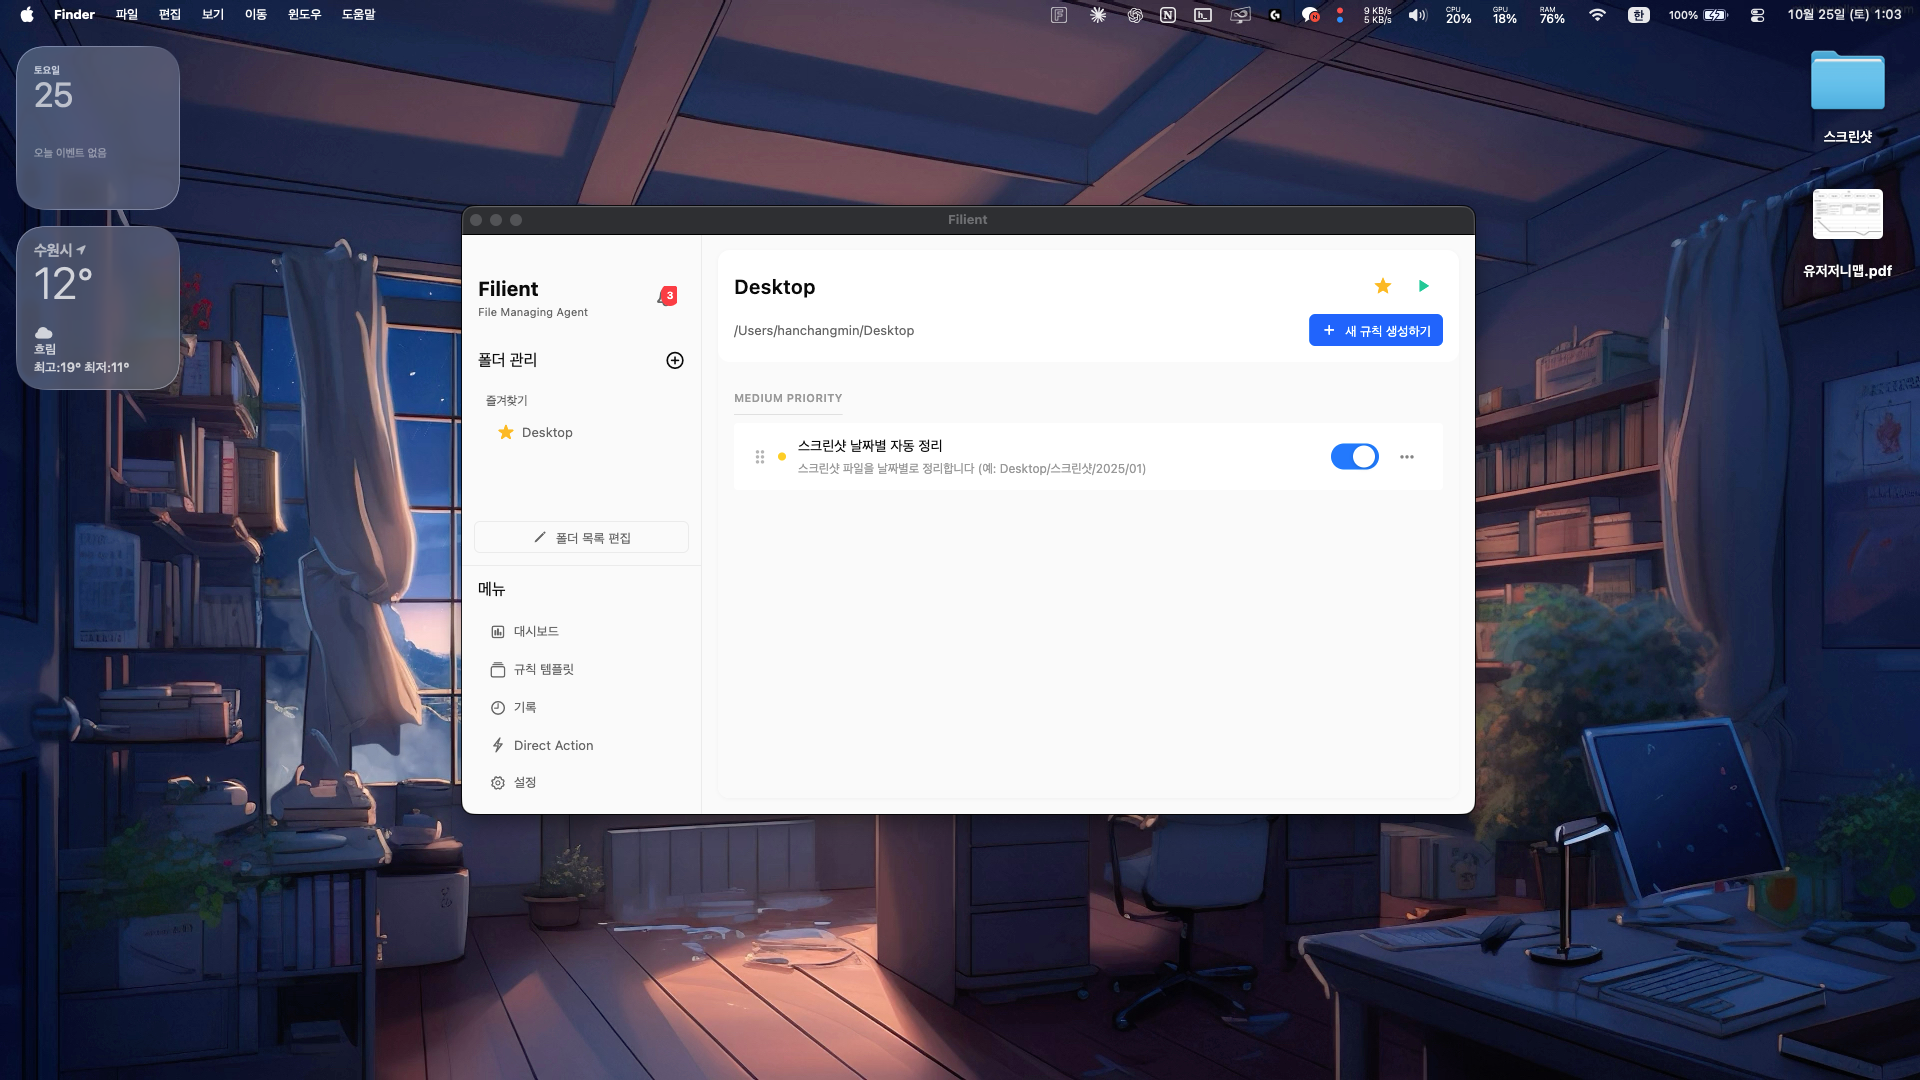 Finder 파일 편집 보기 이동 윈도우 도움말
9 KB/s
5 KB/s
CPU
20%
GPU
18%
RAM
76%
한
100%
10월 25일 (토) 1:03
토요일
25
오늘 이벤트 없음
수원시
12°
흐림
최고:19° 최저:11°
스크린샷
유저저니맵.pdf
Filient
Filient
3
File Managing Agent
폴더 관리
즐겨찾기
Desktop
폴더 목록 편집
메뉴
대시보드
규칙 템플릿
기록
Direct Action
설정
Desktop
/Users/hanchangmin/Desktop
새 규칙 생성하기
MEDIUM PRIORITY
스크린샷 날짜별 자동 정리
스크린샷 파일을 날짜별로 정리합니다 (예: Desktop/스크린샷/2025/01)